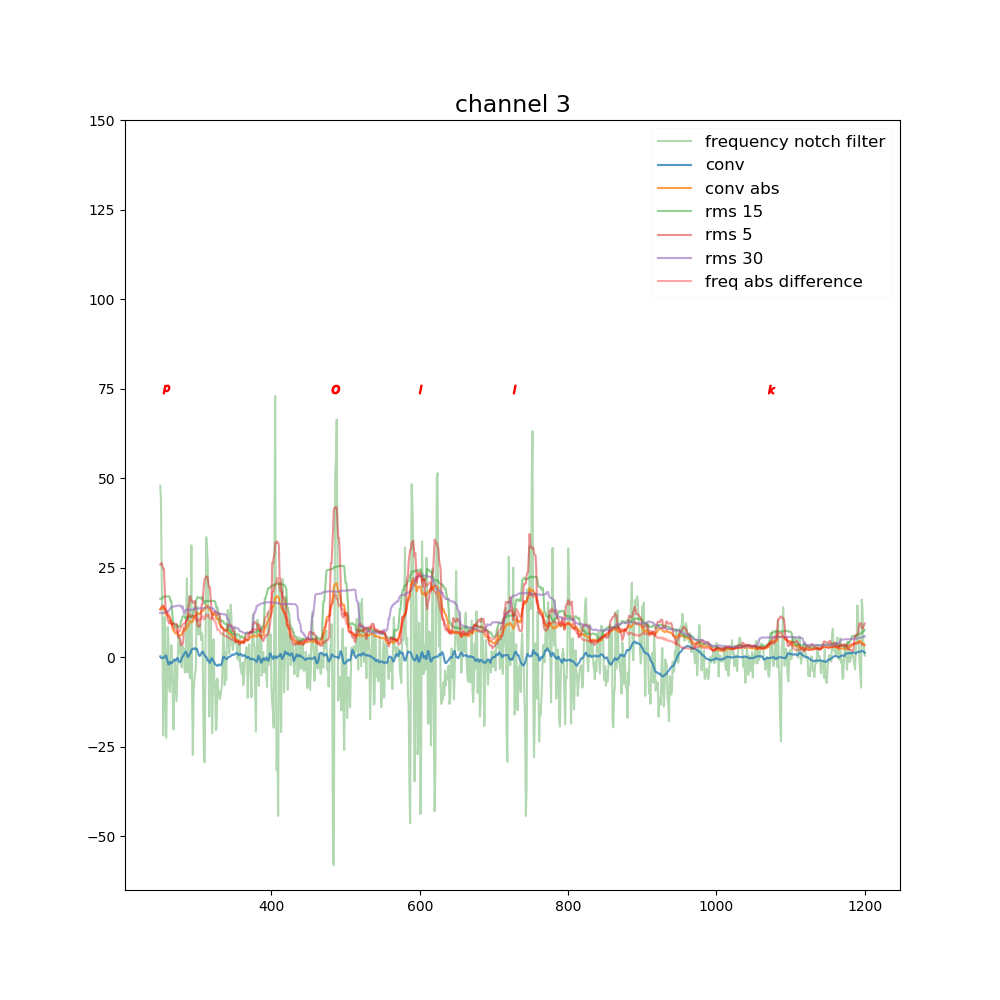 channel 3
150
frequency notch filter
conv
conv abs
rms 15
rms 5
rms 30
freq abs difference
125
100
75
p o l l k
50
25
0
−25
−50
400 600 800 1000 1200